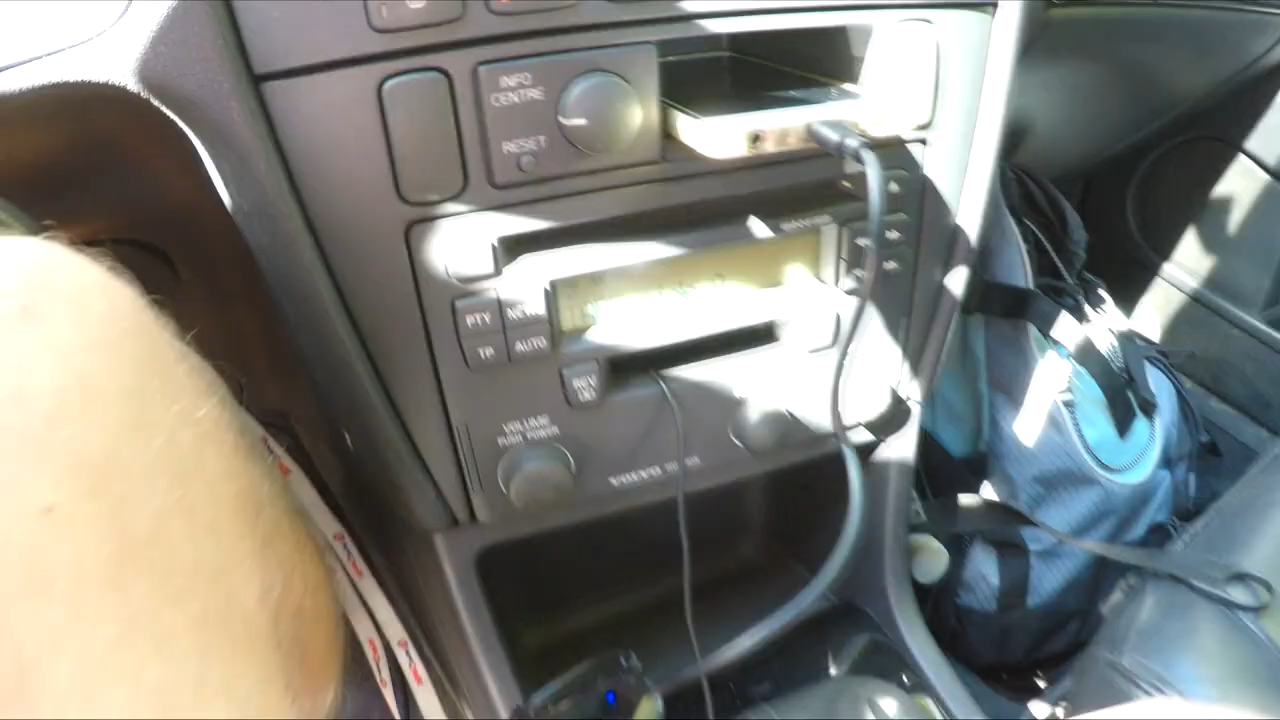 INFO
CENTRE
RESET
PTY
NEWS
TP
AUTO
REV
VOLUME
PUSH POWER
VOLVO